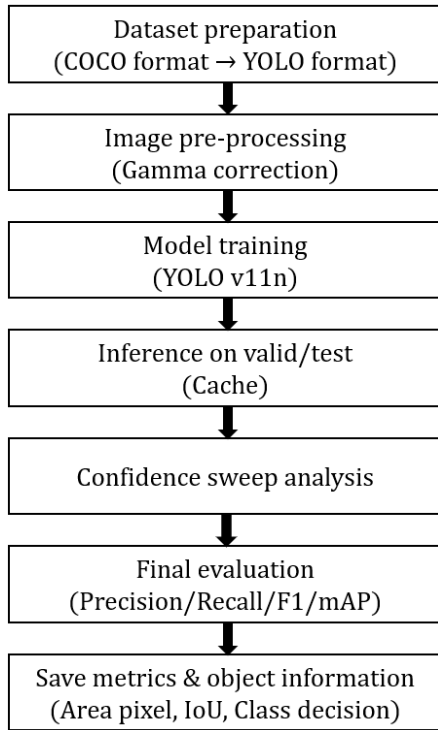 Dataset preparation
(COCO format → YOLO format)
Image pre-processing
(Gamma correction)
Model training
(YOLO v11n)
Inference on valid/test
(Cache)
Confidence sweep analysis
Final evaluation
(Precision/Recall/F1/mAP)
Save metrics & object information
(Area pixel, IoU, Class decision)